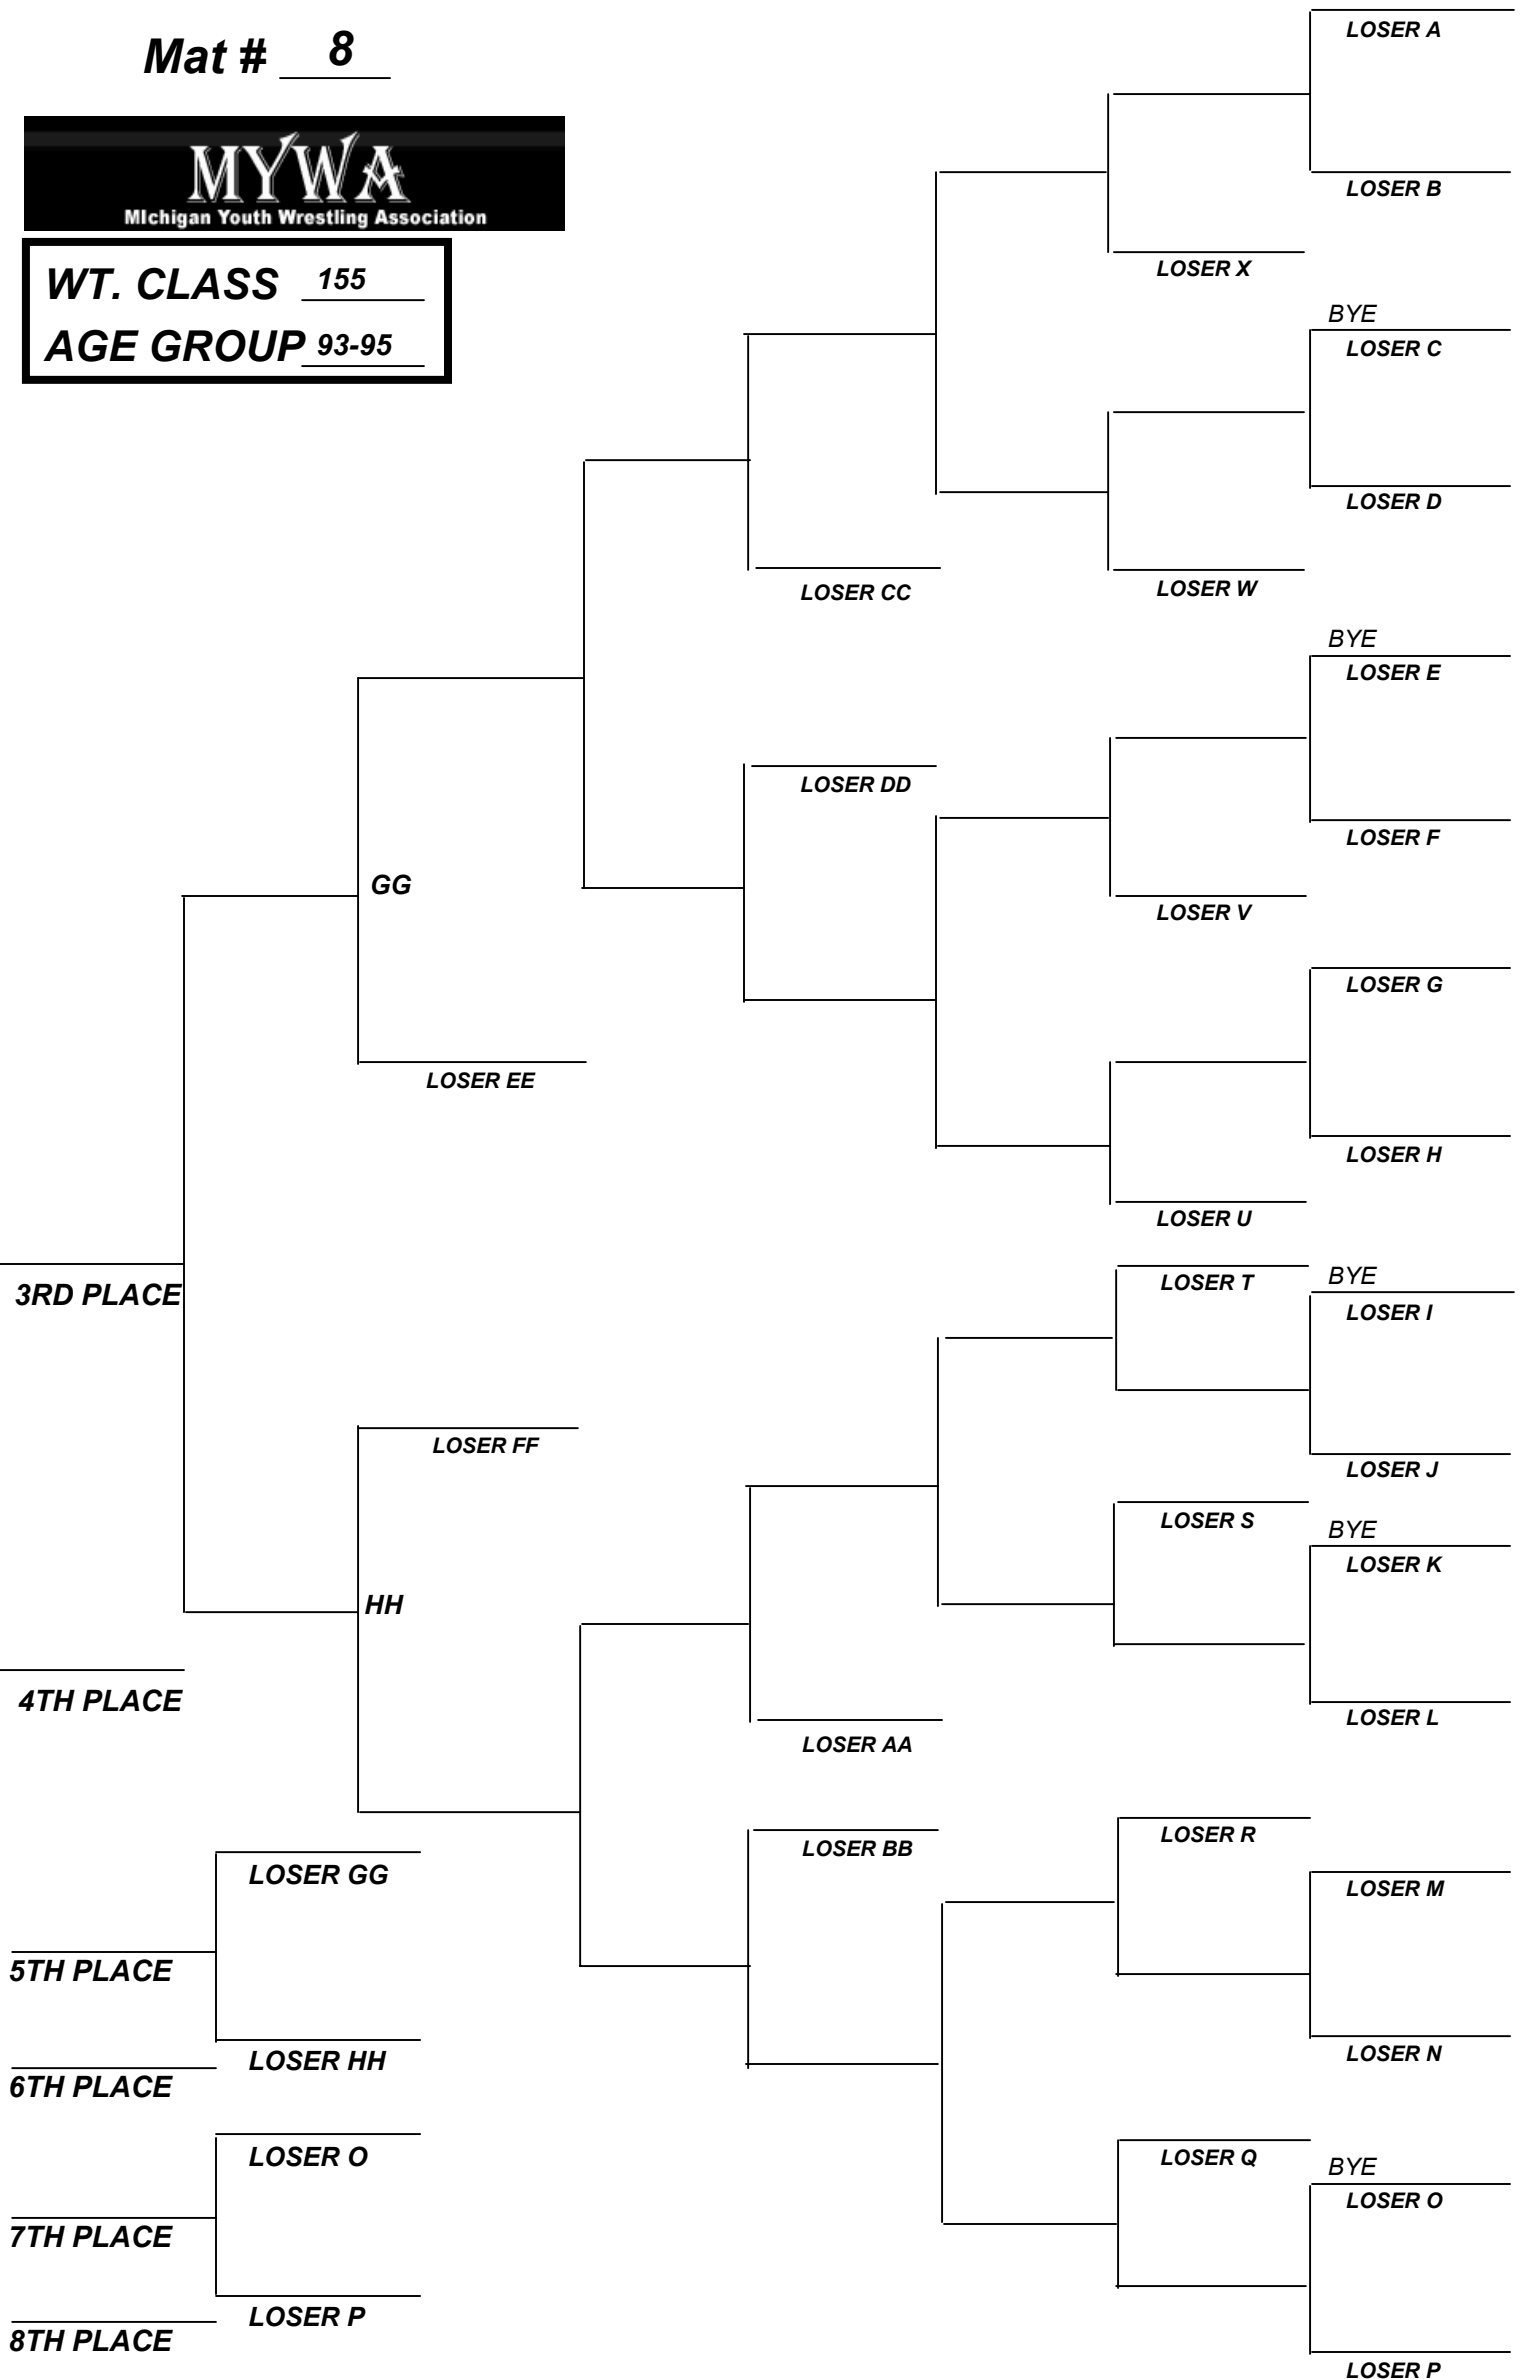 Mat # 8
MYWA
MIchigan Youth Wrestling Association
WT. CLASS 155
AGE GROUP 93-95
LOSER A
LOSER B
LOSER X
BYE
LOSER C
LOSER D
LOSER CC
LOSER W
BYE
LOSER E
LOSER DD
LOSER F
GG
LOSER V
LOSER G
LOSER EE
LOSER H
LOSER U
3RD PLACE
LOSER T
BYE
LOSER I
LOSER FF
LOSER J
LOSER S
BYE
LOSER K
HH
4TH PLACE
LOSER L
LOSER AA
LOSER BB
LOSER R
LOSER GG
LOSER M
5TH PLACE
LOSER HH
LOSER N
6TH PLACE
LOSER O
LOSER Q
BYE
LOSER O
7TH PLACE
LOSER P
8TH PLACE
LOSER P